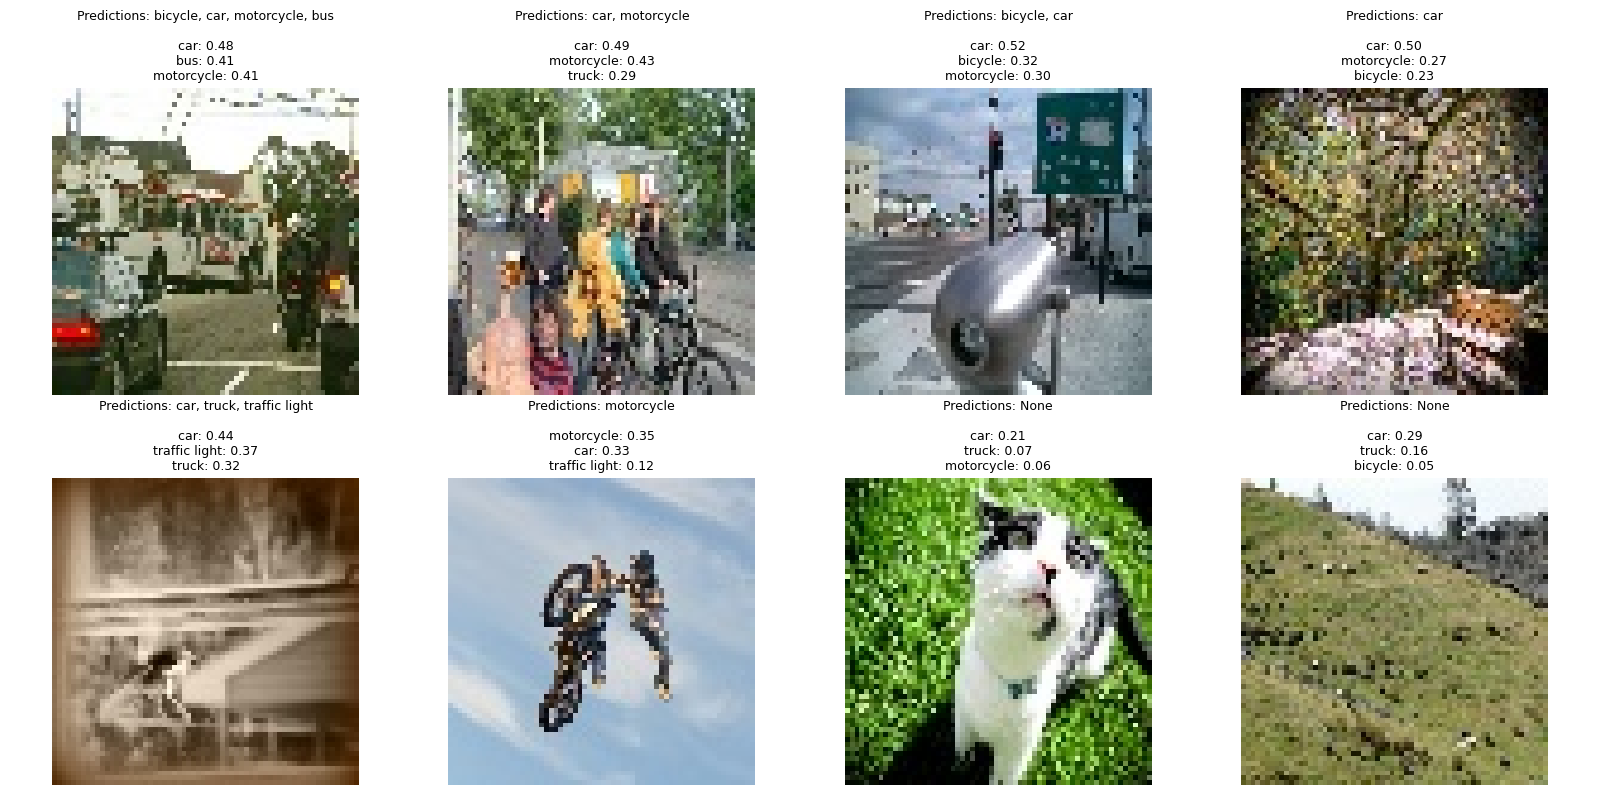 Predictions: bicycle, car, motorcycle, bus
car: 0.48
bus: 0.41
motorcycle: 0.41
Predictions: car, motorcycle
car: 0.49
motorcycle: 0.43
truck: 0.29
Predictions: bicycle, car
car: 0.52
bicycle: 0.32
motorcycle: 0.30
Predictions: car
car: 0.50
motorcycle: 0.27
bicycle: 0.23
Predictions: car, truck, traffic light
car: 0.44
traffic light: 0.37
truck: 0.32
Predictions: motorcycle
motorcycle: 0.35
car: 0.33
traffic light: 0.12
Predictions: None
car: 0.21
truck: 0.07
motorcycle: 0.06
Predictions: None
car: 0.29
truck: 0.16
bicycle: 0.05